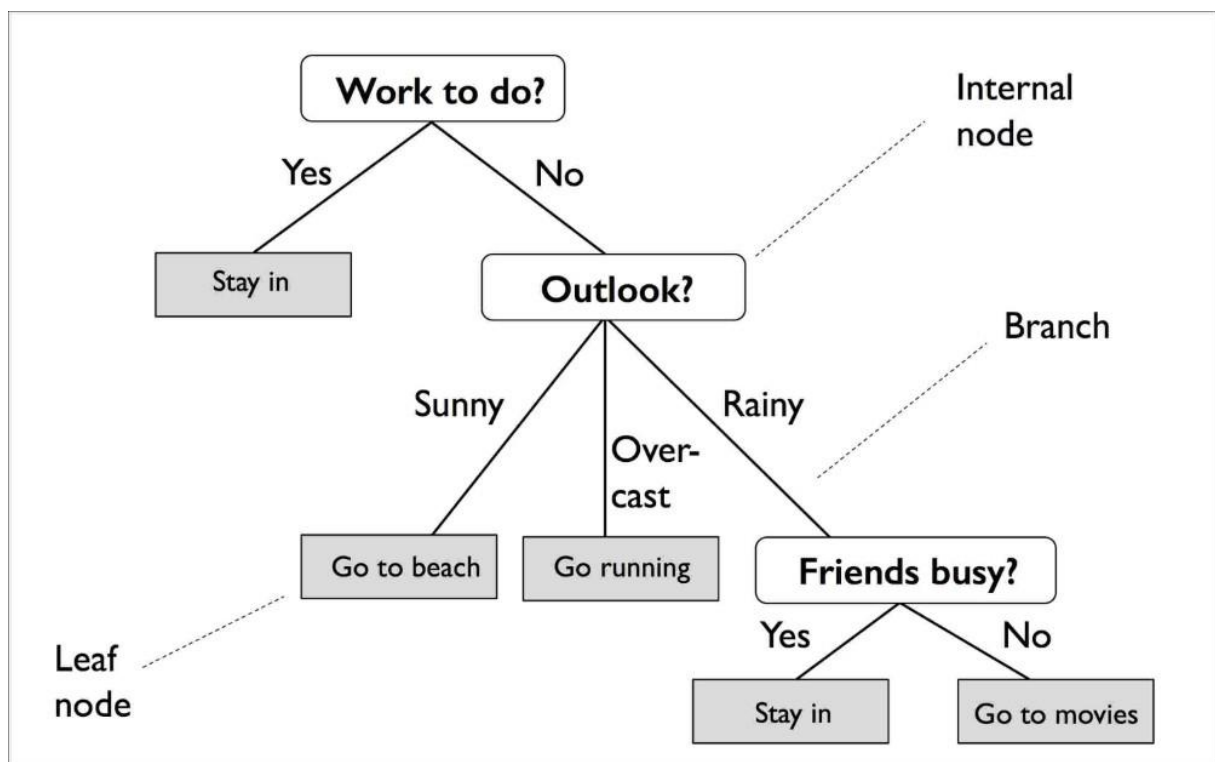 Work to do?
Internal
node
Yes
No
Stay in
Outlook?
Branch
Sunny
Rainy
Over-
cast
Go to beach
Go running
Friends busy?
Yes
No
Leaf
node
Stay in
Go to movies